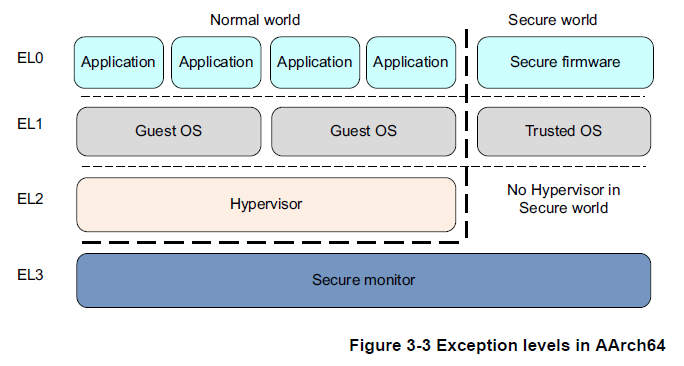 Normal world
Secure world
EL0
Application
Application
Application
Application
Secure firmware
EL1
Guest OS
Guest OS
Trusted OS
EL2
Hypervisor
No Hypervisor in
Secure world
EL3
Secure monitor
Figure 3-3 Exception levels in AArch64